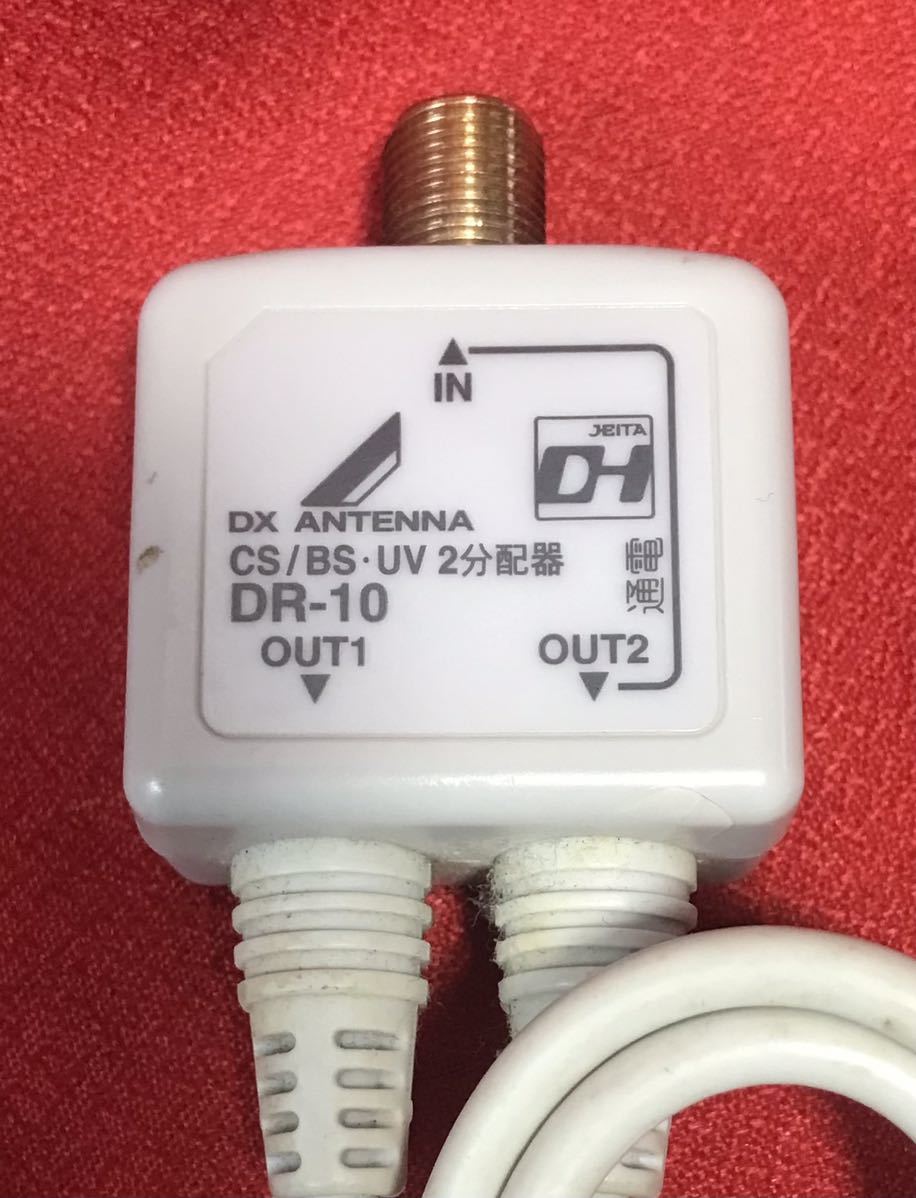 IN
JEITA
DH
DX ANTENNA
CS/BS·UV 2分配器
DR-10
通電
OUT1
OUT2